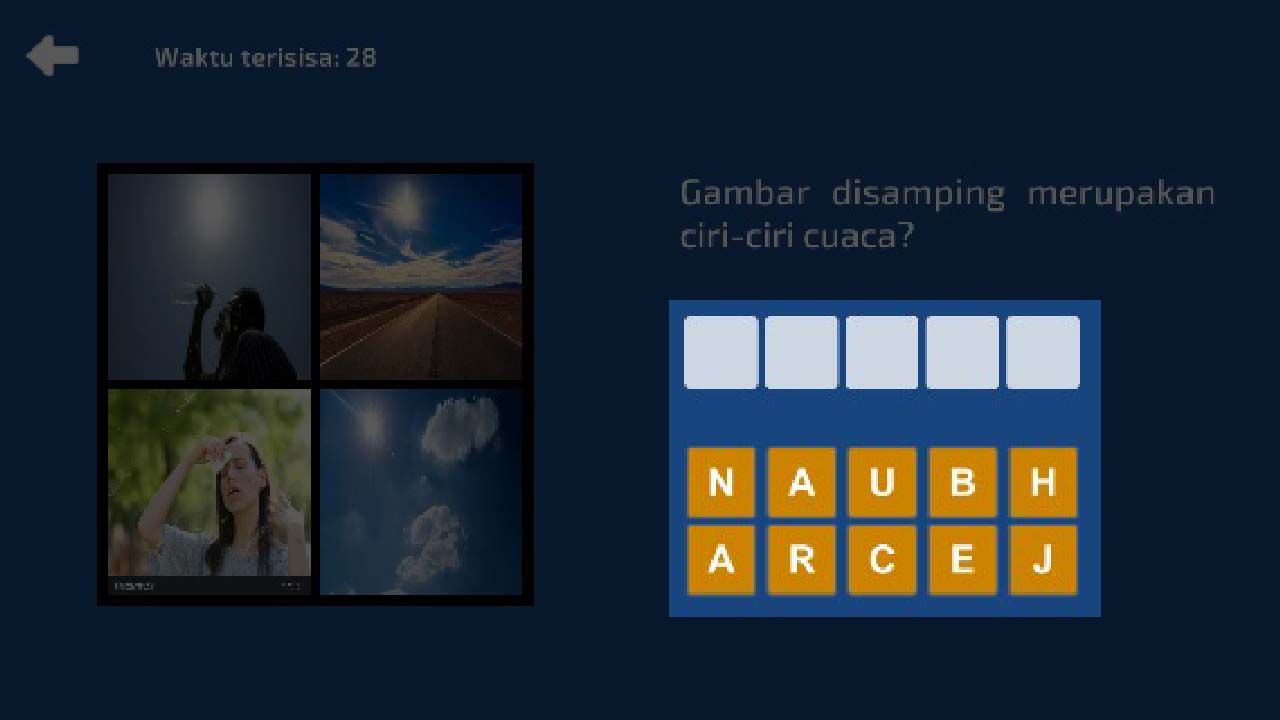 Waktu terisisa: 28
Gambar disamping merupakan
ciri-ciri cuaca?
N A U B H
A R C E J